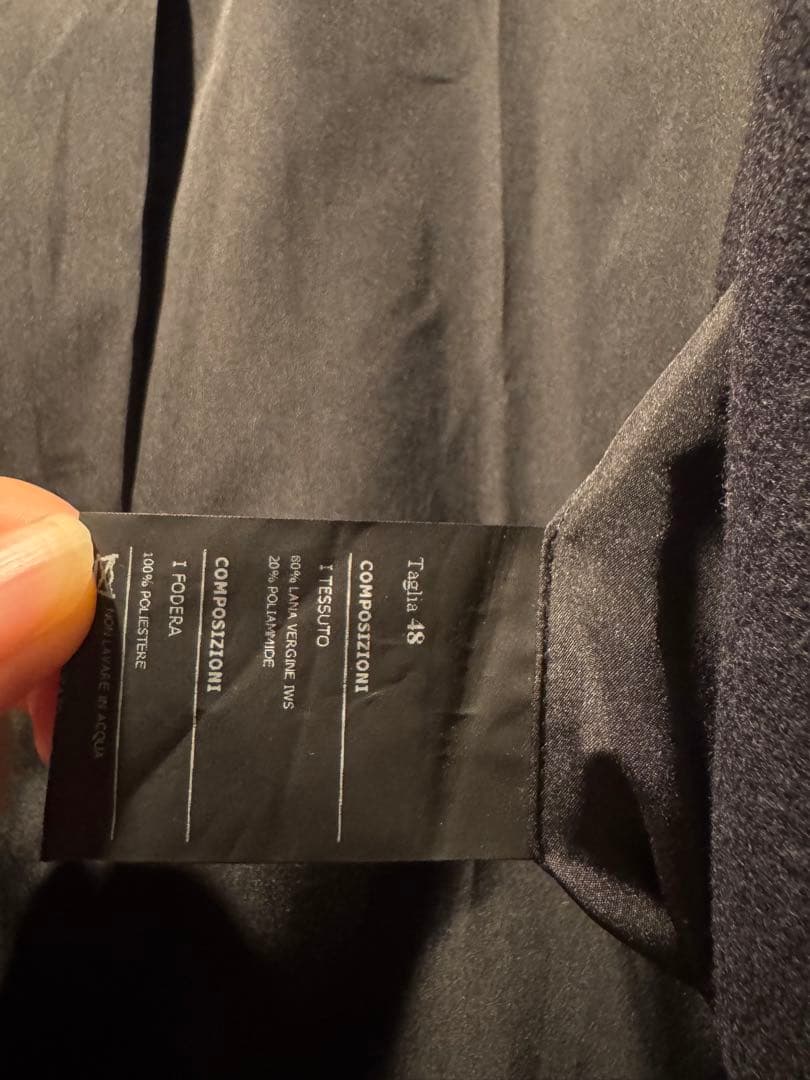 Taglia 48
COMPOSIZIONI
I TESSUTO
80% LANA VERGINE IWS
20% POLIAMMIDE
COMPOSIZIONI
I FODERA
100% POLIESTERE
NON LAVARE IN ACQUA